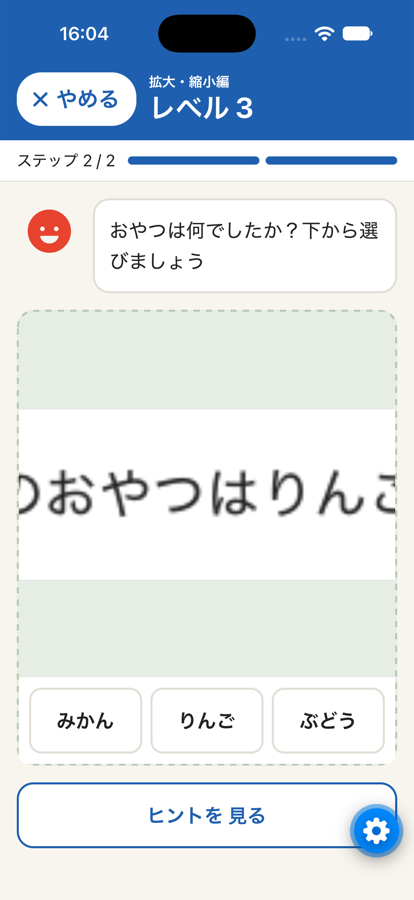 16:04
やめる
拡大・縮小編
レベル 3
ステップ 2 / 2
おやつは何でしたか？下から選
びましょう
のおやつはりんご
みかん
りんご
ぶどう
ヒントを 見る